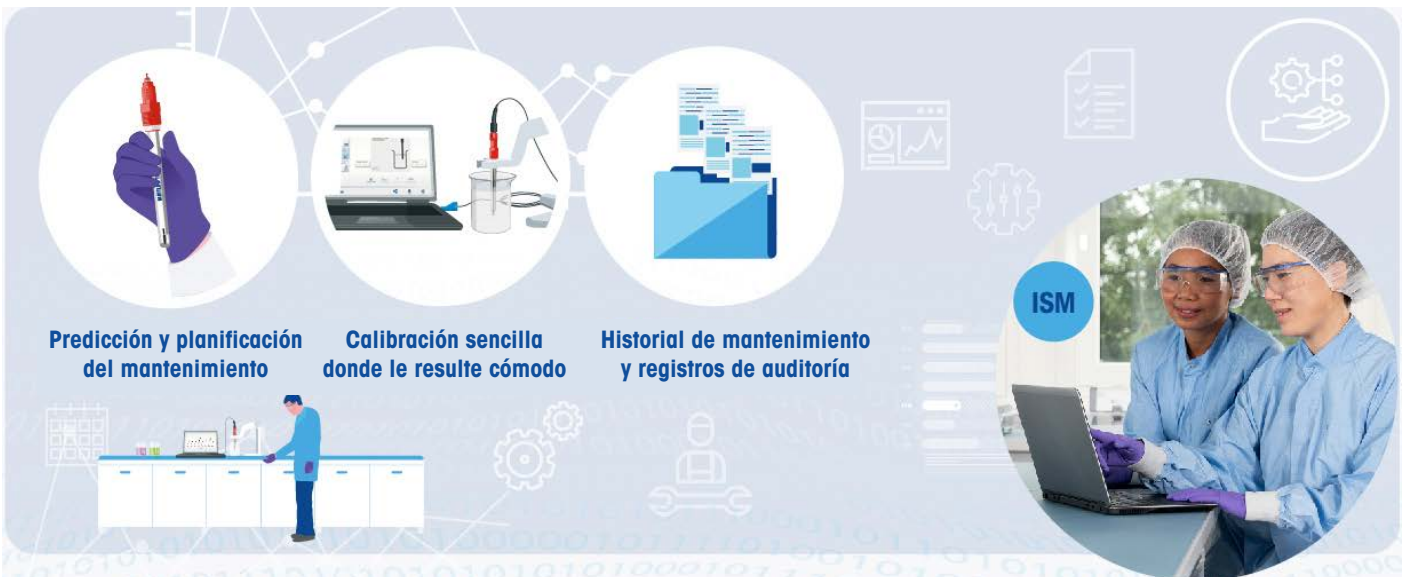 Predicción y planificación
del mantenimiento
Calibración sencilla
donde le resulte cómodo
Historial de mantenimiento
y registros de auditoría
ISM